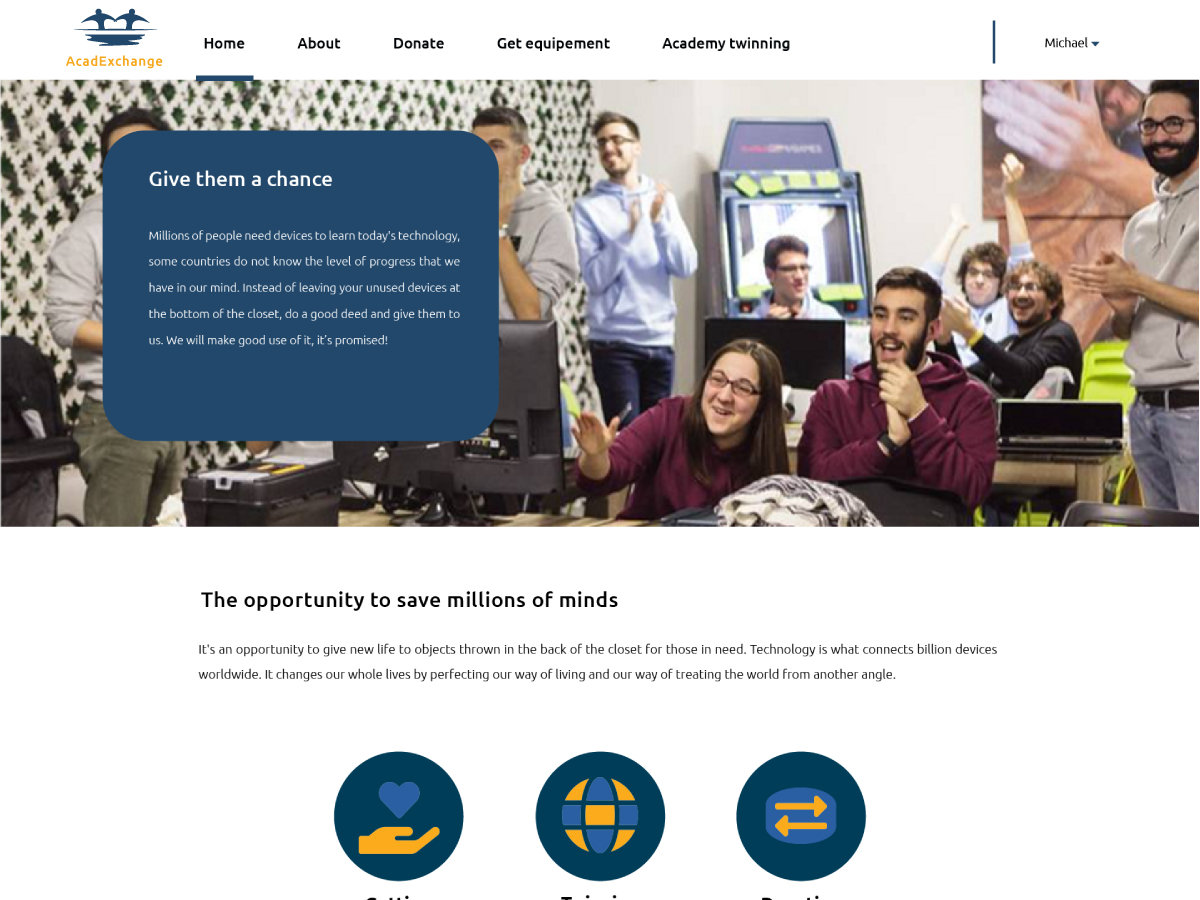 AcadExchange
Home
About
Donate
Get equipement
Academy twinning
Michael
Give them a chance
Millions of people need devices to learn today's technology,
some countries do not know the level of progress that we
have in our mind. Instead of leaving your unused devices at
the bottom of the closet, do a good deed and give them to
us. We will make good use of it, it's promised!
The opportunity to save millions of minds
It's an opportunity to give new life to objects thrown in the back of the closet for those in need. Technology is what connects billion devices
worldwide. It changes our whole lives by perfecting our way of living and our way of treating the world from another angle.